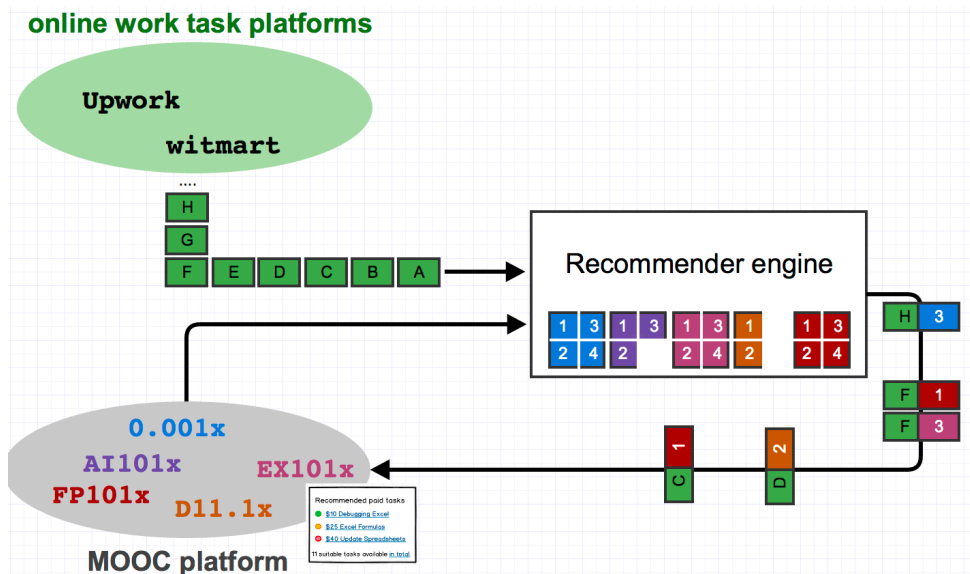 online work task platforms
Upwork
witmart
....
H
G
F E D C B A
Recommender engine
1 3 1 3 1 3 1 1 3
2 4 2 2 4 2 2 4
H 3
F 1
F 3
1
C
2
D
0.001x
AI101x
EX101x
FP101x
D11.1x
Recommended paid tasks
$10 Debugging Excel
$25 Excel Formulas
$40 Update Spreadsheets
11 suitable tasks available in total.
MOOC platform